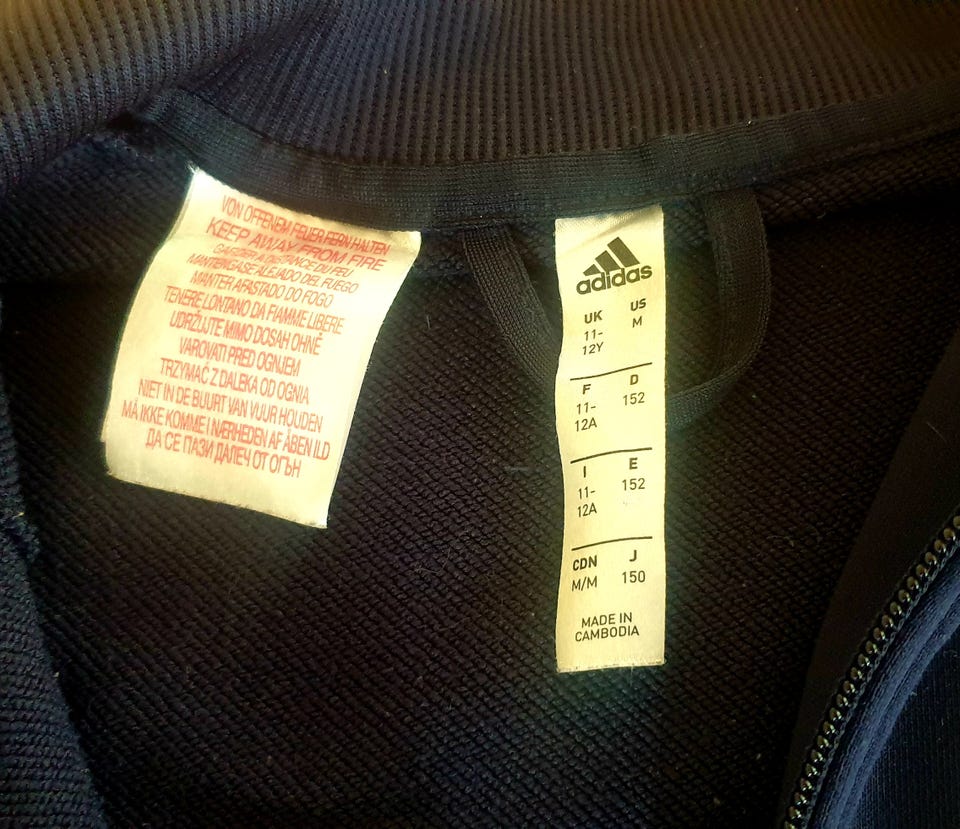 VON OFFENEM FEUER FERN HALTEN
KEEP AWAY FROM FIRE
GARDER A DISTANCE DU FEU
MANTERGASE ALEJADO DEL FUEGO
MANTER AFASTADO DO FOGO
TENERE LONTANO DA FIAMME LIBERE
UDRŽUJTE MIMO DOSAH OHNĚ
VAROVATI PRED OGNJEM
TRZYMAĆ Z DALEKA OD OGNIA
NIET IN DE BUURT VAN VUUR HOUDEN
MÅ IKKE KOMME I NÆRHEDEN AF ÅBEN ILD
ДА СЕ ПАЗИ ДАЛЕЧ ОТ ОГЪН
adidas
UK US
11- M
12Y
F D
11- 152
12A
I E
11- 152
12A
CDN J
M/M 150
MADE IN
CAMBODIA